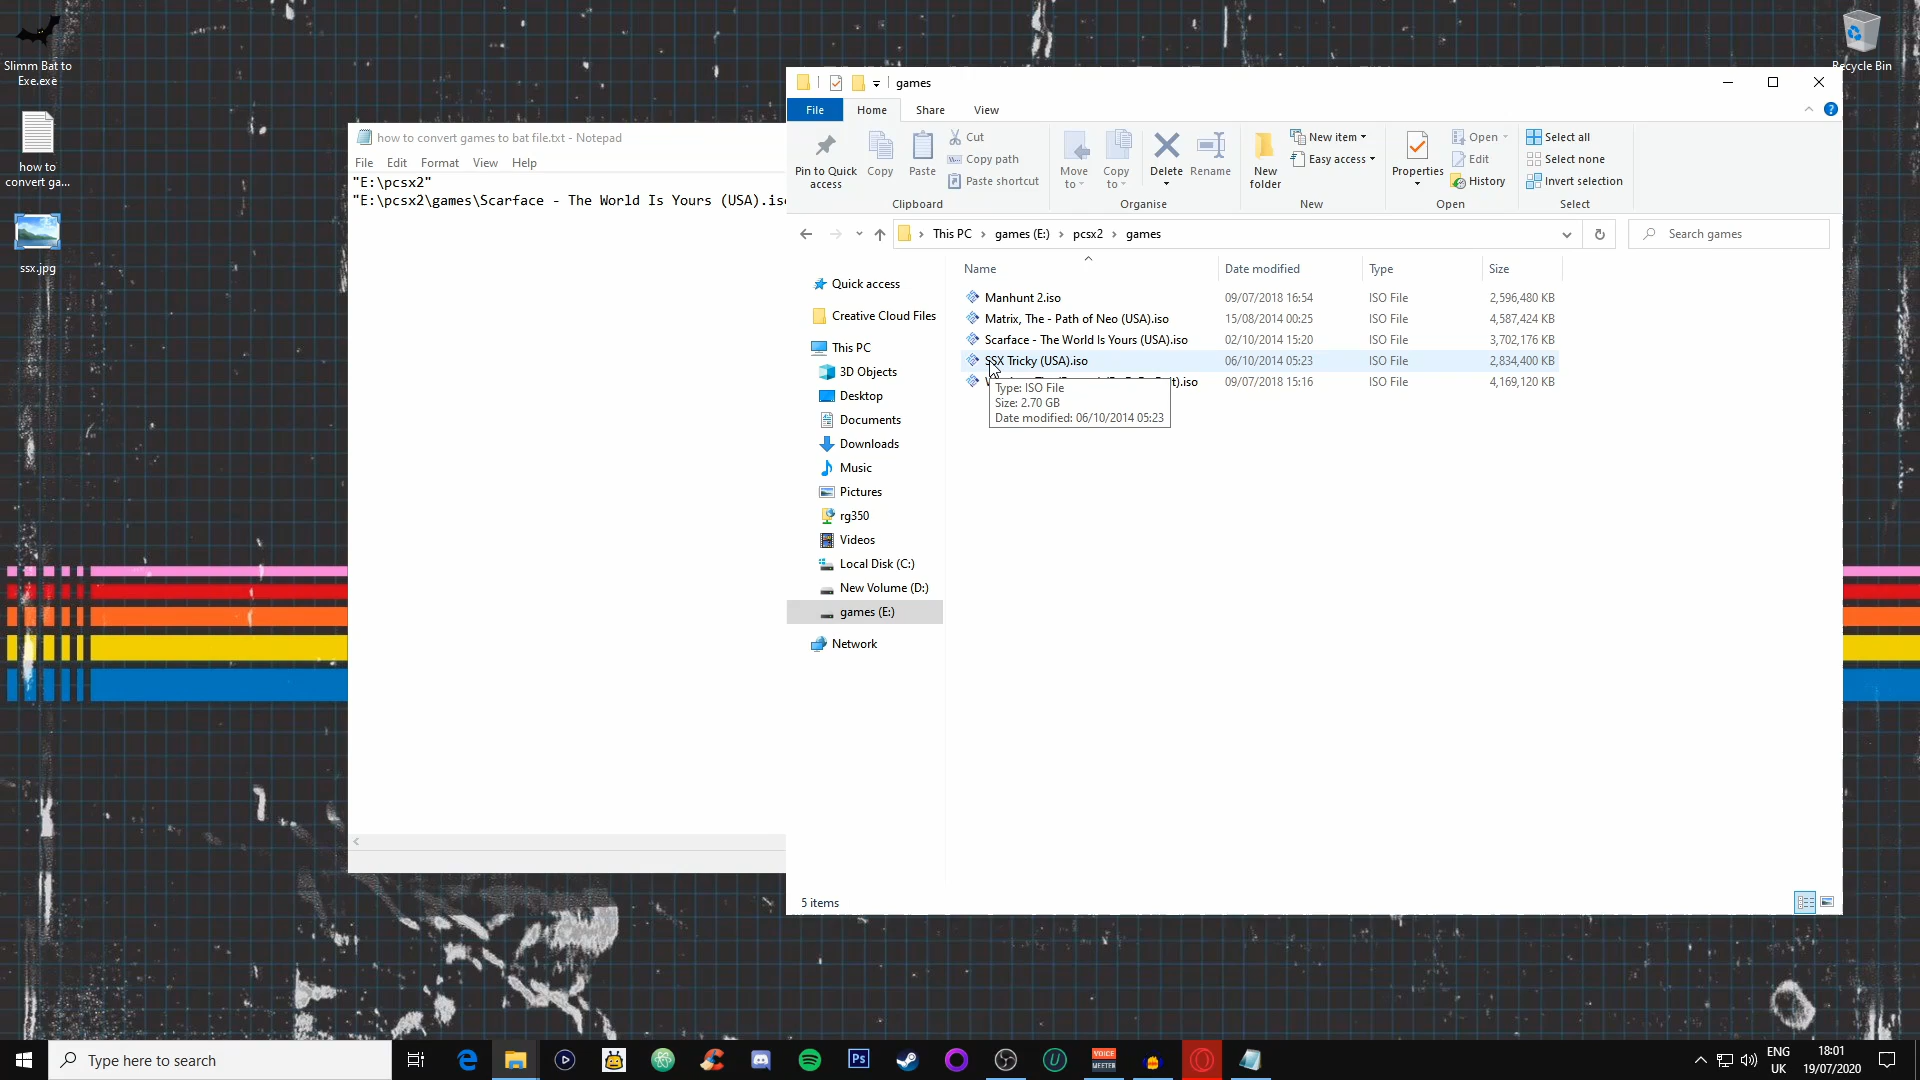 Slimm Bat to
Exe.exe
how to
convert ga...
ssx.jpg
Recycle Bin
how to convert games to bat file.txt - Notepad
File Edit Format View Help
"E:\pcsx2"
"E:\pcsx2\games\Scarface - The World Is Yours (USA).iso
games
File Home Share View
Pin to Quick
access
Copy
Paste
Cut
Copy path
Paste shortcut
Clipboard
Move
to
Copy
to
Delete
Rename
Organise
New
folder
New item
Easy access
New
Properties
Open
Edit
History
Open
Select all
Select none
Invert selection
Select
This PC games (E:) pcsx2 games
Search games
Quick access
Creative Cloud Files
This PC
3D Objects
Desktop
Documents
Downloads
Music
Pictures
rg350
Videos
Local Disk (C:)
New Volume (D:)
games (E:)
Network
Name Date modified Type Size
Manhunt 2.iso 09/07/2018 16:54 ISO File 2,596,480 KB
Matrix, The - Path of Neo (USA).iso 15/08/2014 00:25 ISO File 4,587,424 KB
Scarface - The World Is Yours (USA).iso 02/10/2014 15:20 ISO File 3,702,176 KB
SSX Tricky (USA).iso 06/10/2014 05:23 ISO File 2,834,400 KB
09/07/2018 15:16 ISO File 4,169,120 KB
Type: ISO File
Size: 2.70 GB
Date modified: 06/10/2014 05:23
5 items
Type here to search
Ps
VOICE
MEETER
ENG
UK
18:01
19/07/2020